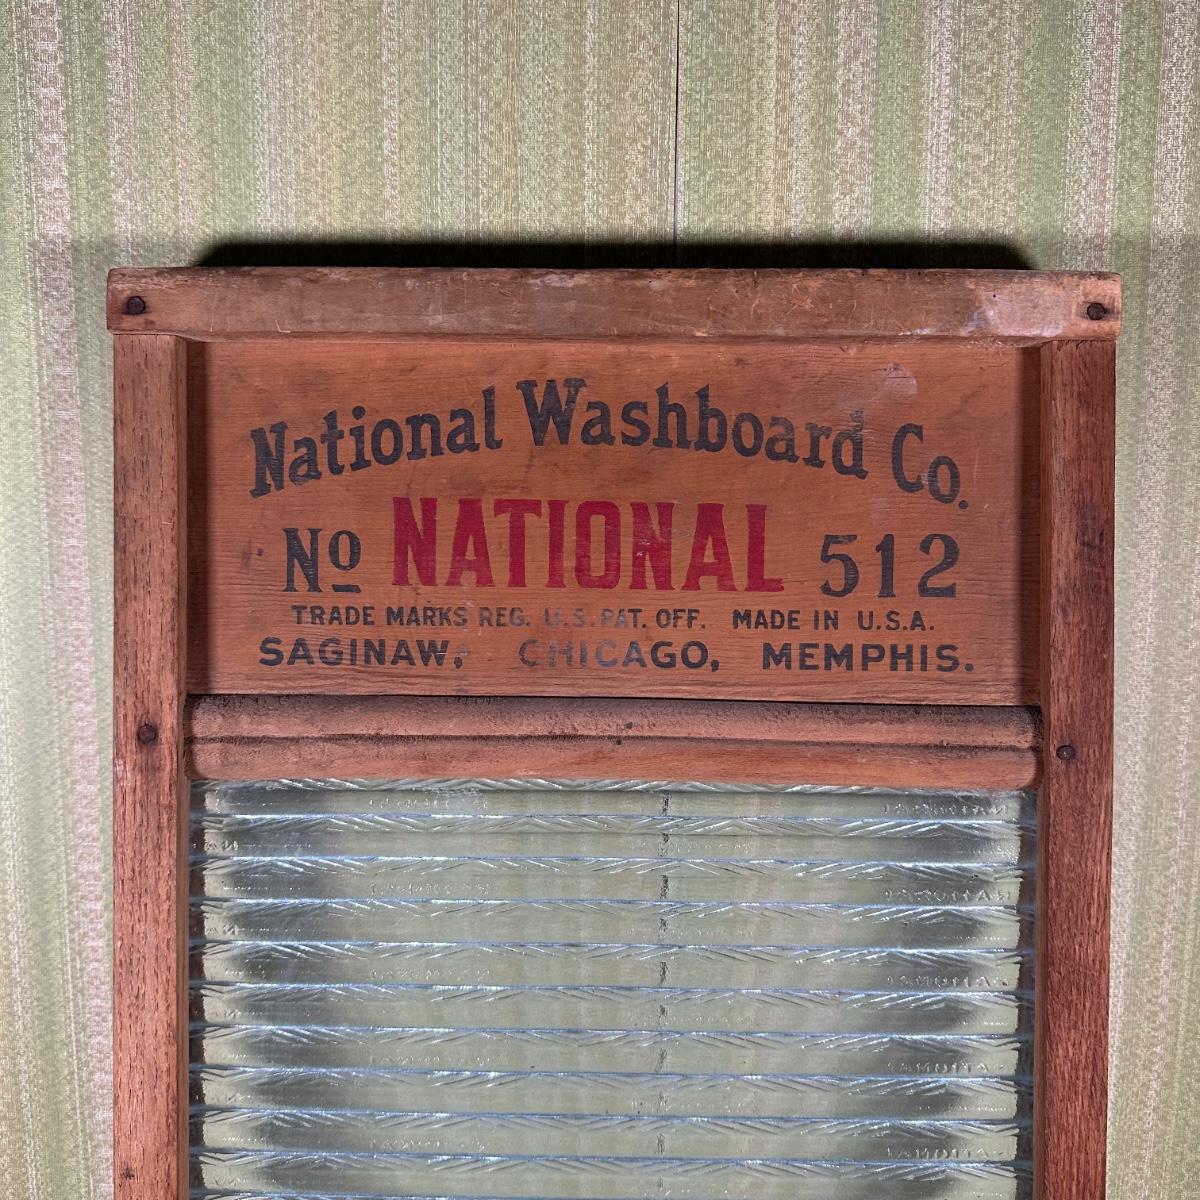 National Washboard Co.
No NATIONAL 512
TRADE MARKS REG. U.S. PAT. OFF. MADE IN U.S.A.
SAGINAW, CHICAGO, MEMPHIS.